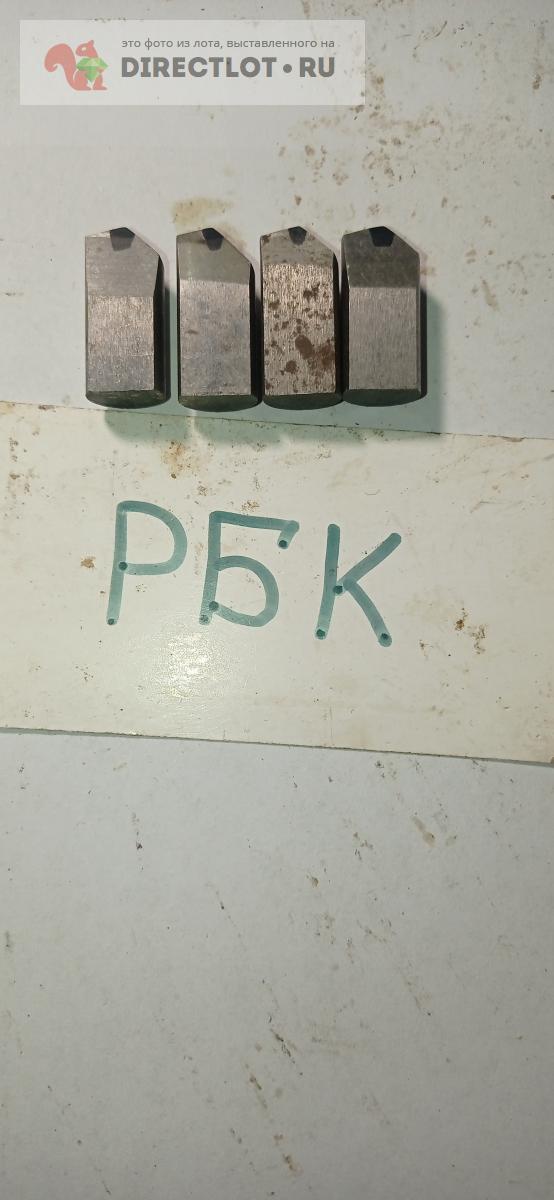 это фото из лота, выставленного на
DIRECTLOT•RU
РБК